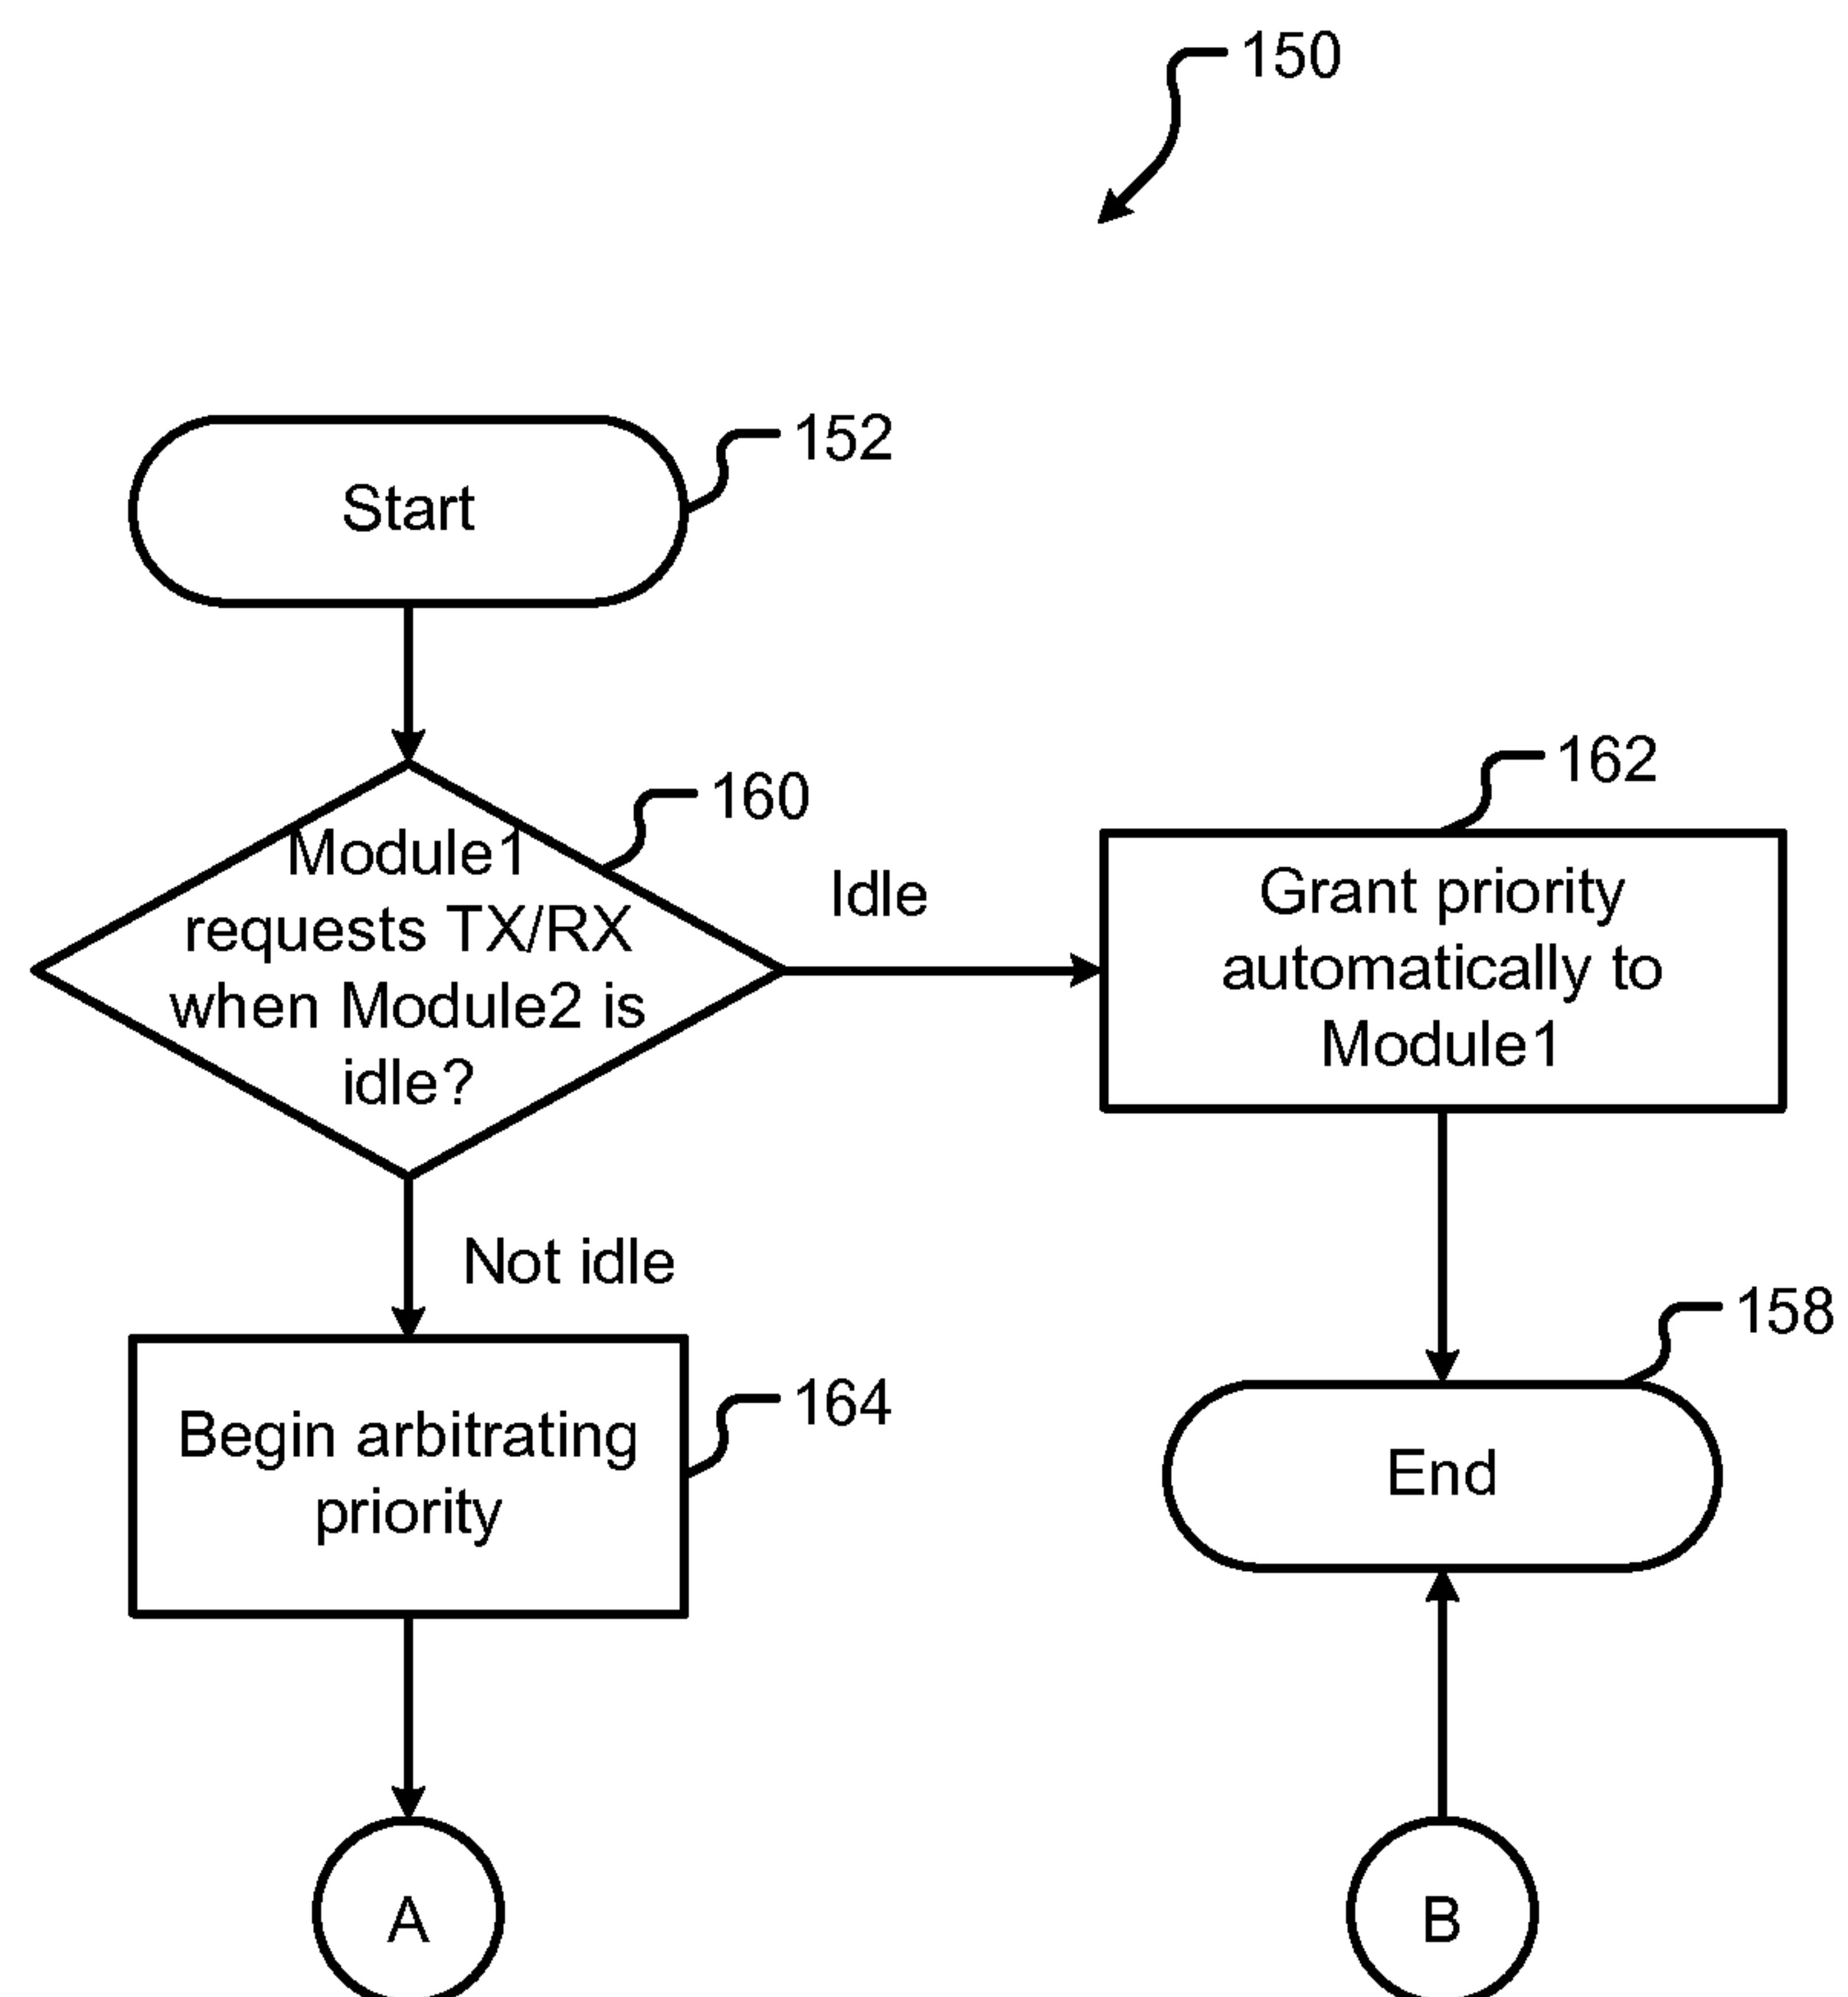 150
152
Start
160
Module1
requests TX/RX
when Module2 is
idle?
Idle
162
Grant priority
automatically to
Module1
Not idle
164
Begin arbitrating
priority
158
End
A
B